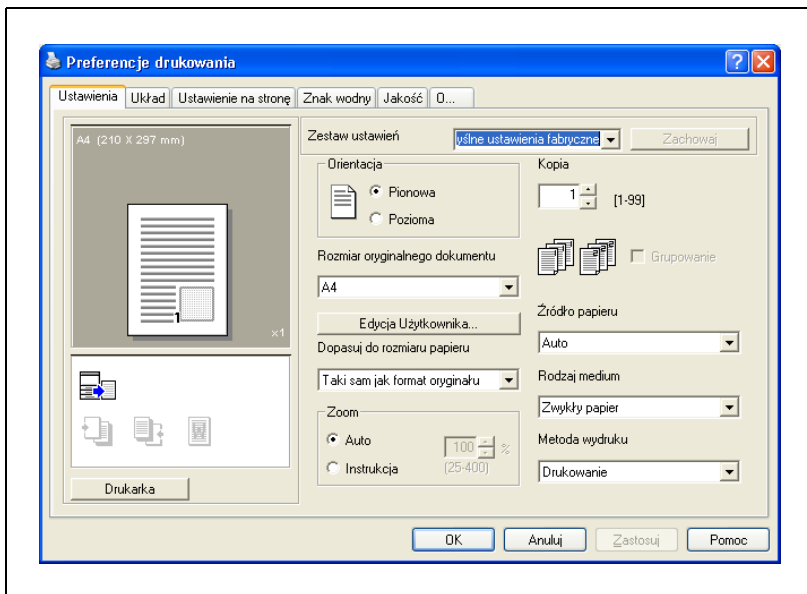 Preferencje drukowania
Ustawienia Układ Ustawienie na stronę Znak wodny Jakość O...
A4 (210 X 297 mm)
1
x1
Drukarka
Zestaw ustawień
yślne ustawienia fabryczne
Zachowaj
Orientacja
Pionowa
Pozioma
Rozmiar oryginalnego dokumentu
A4
Edycja Użytkownika...
Dopasuj do rozmiaru papieru
Taki sam jak format oryginału
Zoom
Auto
100 %
Instrukcja
(25-400)
Kopia
1 [1-99]
Grupowanie
Źródło papieru
Auto
Rodzaj medium
Zwykły papier
Metoda wydruku
Drukowanie
OK Anuluj Zastosuj Pomoc